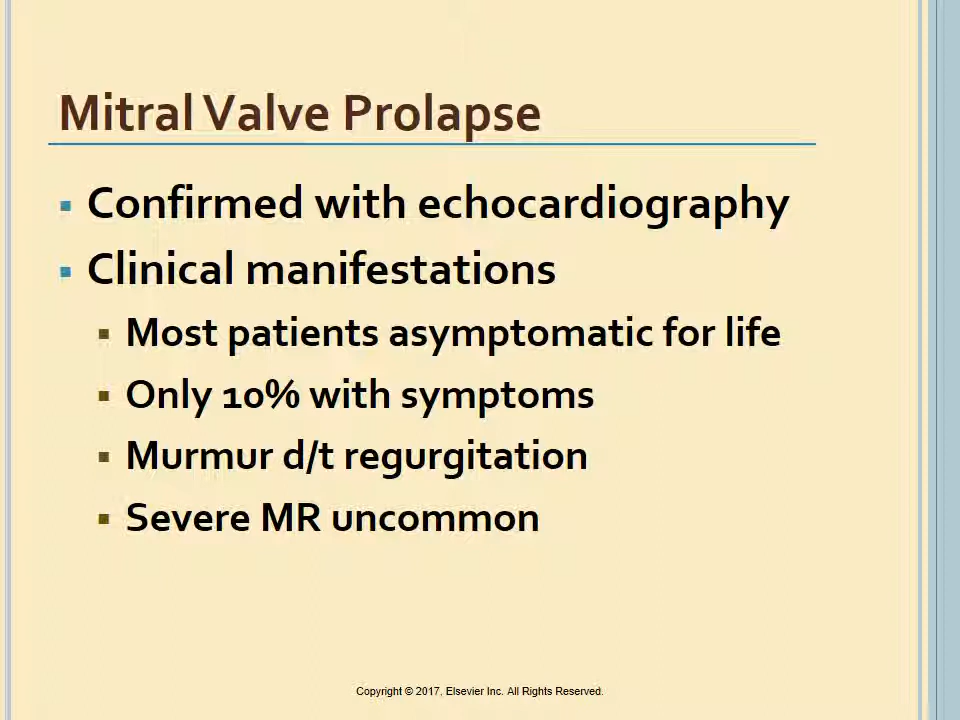 Mitral Valve Prolapse
Confirmed with echocardiography
Clinical manifestations
Most patients asymptomatic for life
Only 10% with symptoms
Murmur d/t regurgitation
Severe MR uncommon
Copyright © 2017, Elsevier Inc. All Rights Reserved.